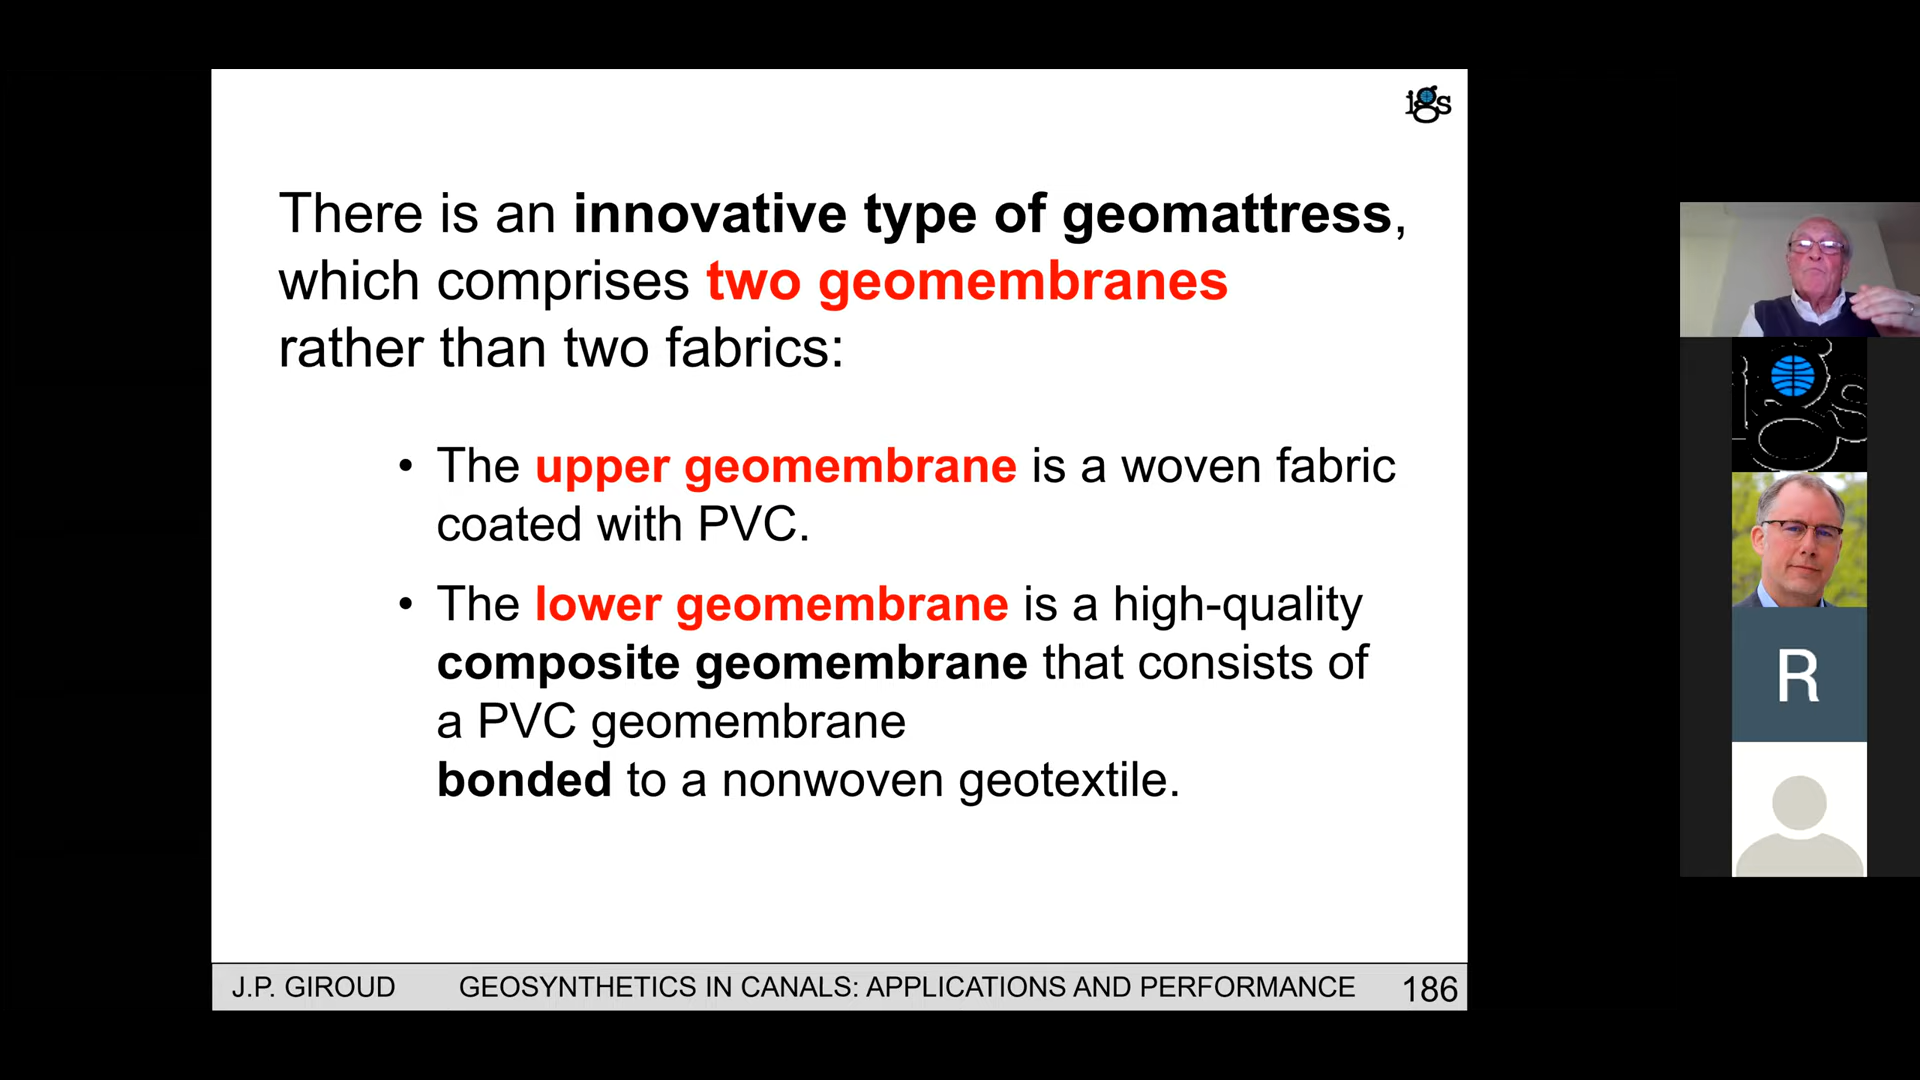 igs
There is an innovative type of geomattress,
which comprises two geomembranes
rather than two fabrics:
• The upper geomembrane is a woven fabric
coated with PVC.
• The lower geomembrane is a high-quality
composite geomembrane that consists of
a PVC geomembrane
bonded to a nonwoven geotextile.
J.P. GIROUD GEOSYNTHETICS IN CANALS: APPLICATIONS AND PERFORMANCE 186
igs
R